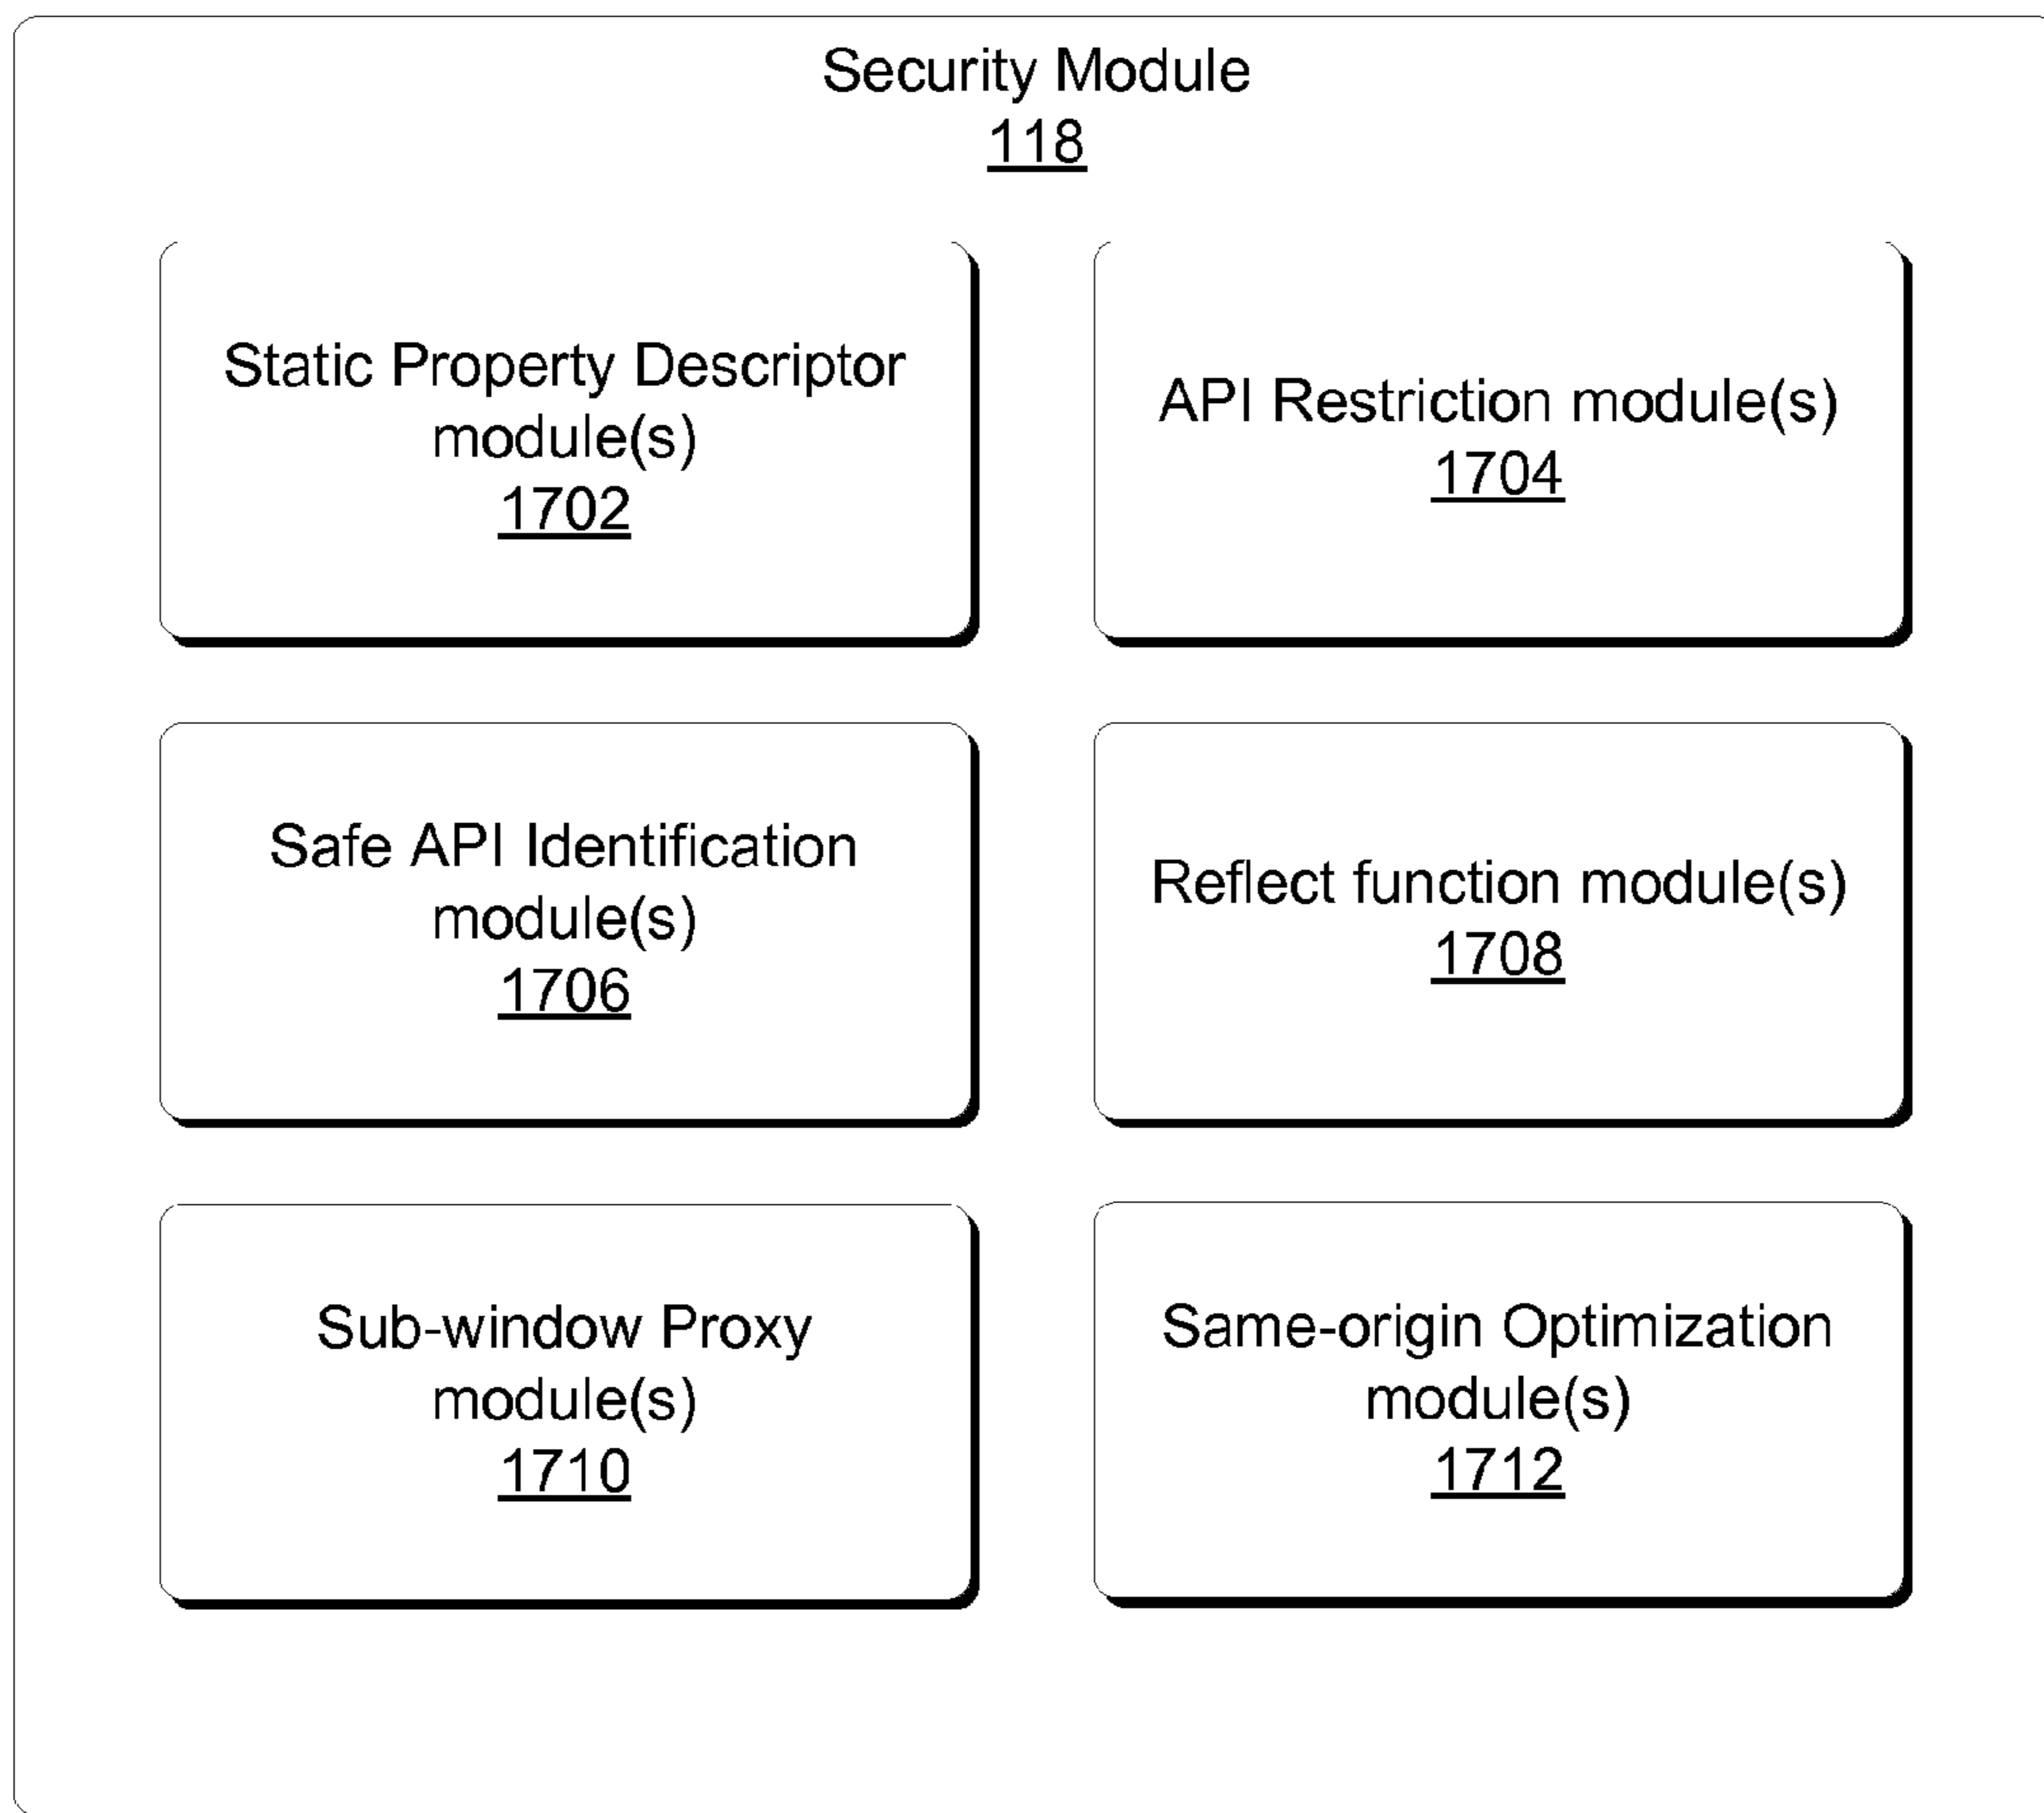 Security Module
118
Static Property Descriptor
module(s)
1702
API Restriction module(s)
1704
Safe API Identification
module(s)
1706
Reflect function module(s)
1708
Sub-window Proxy
module(s)
1710
Same-origin Optimization
module(s)
1712